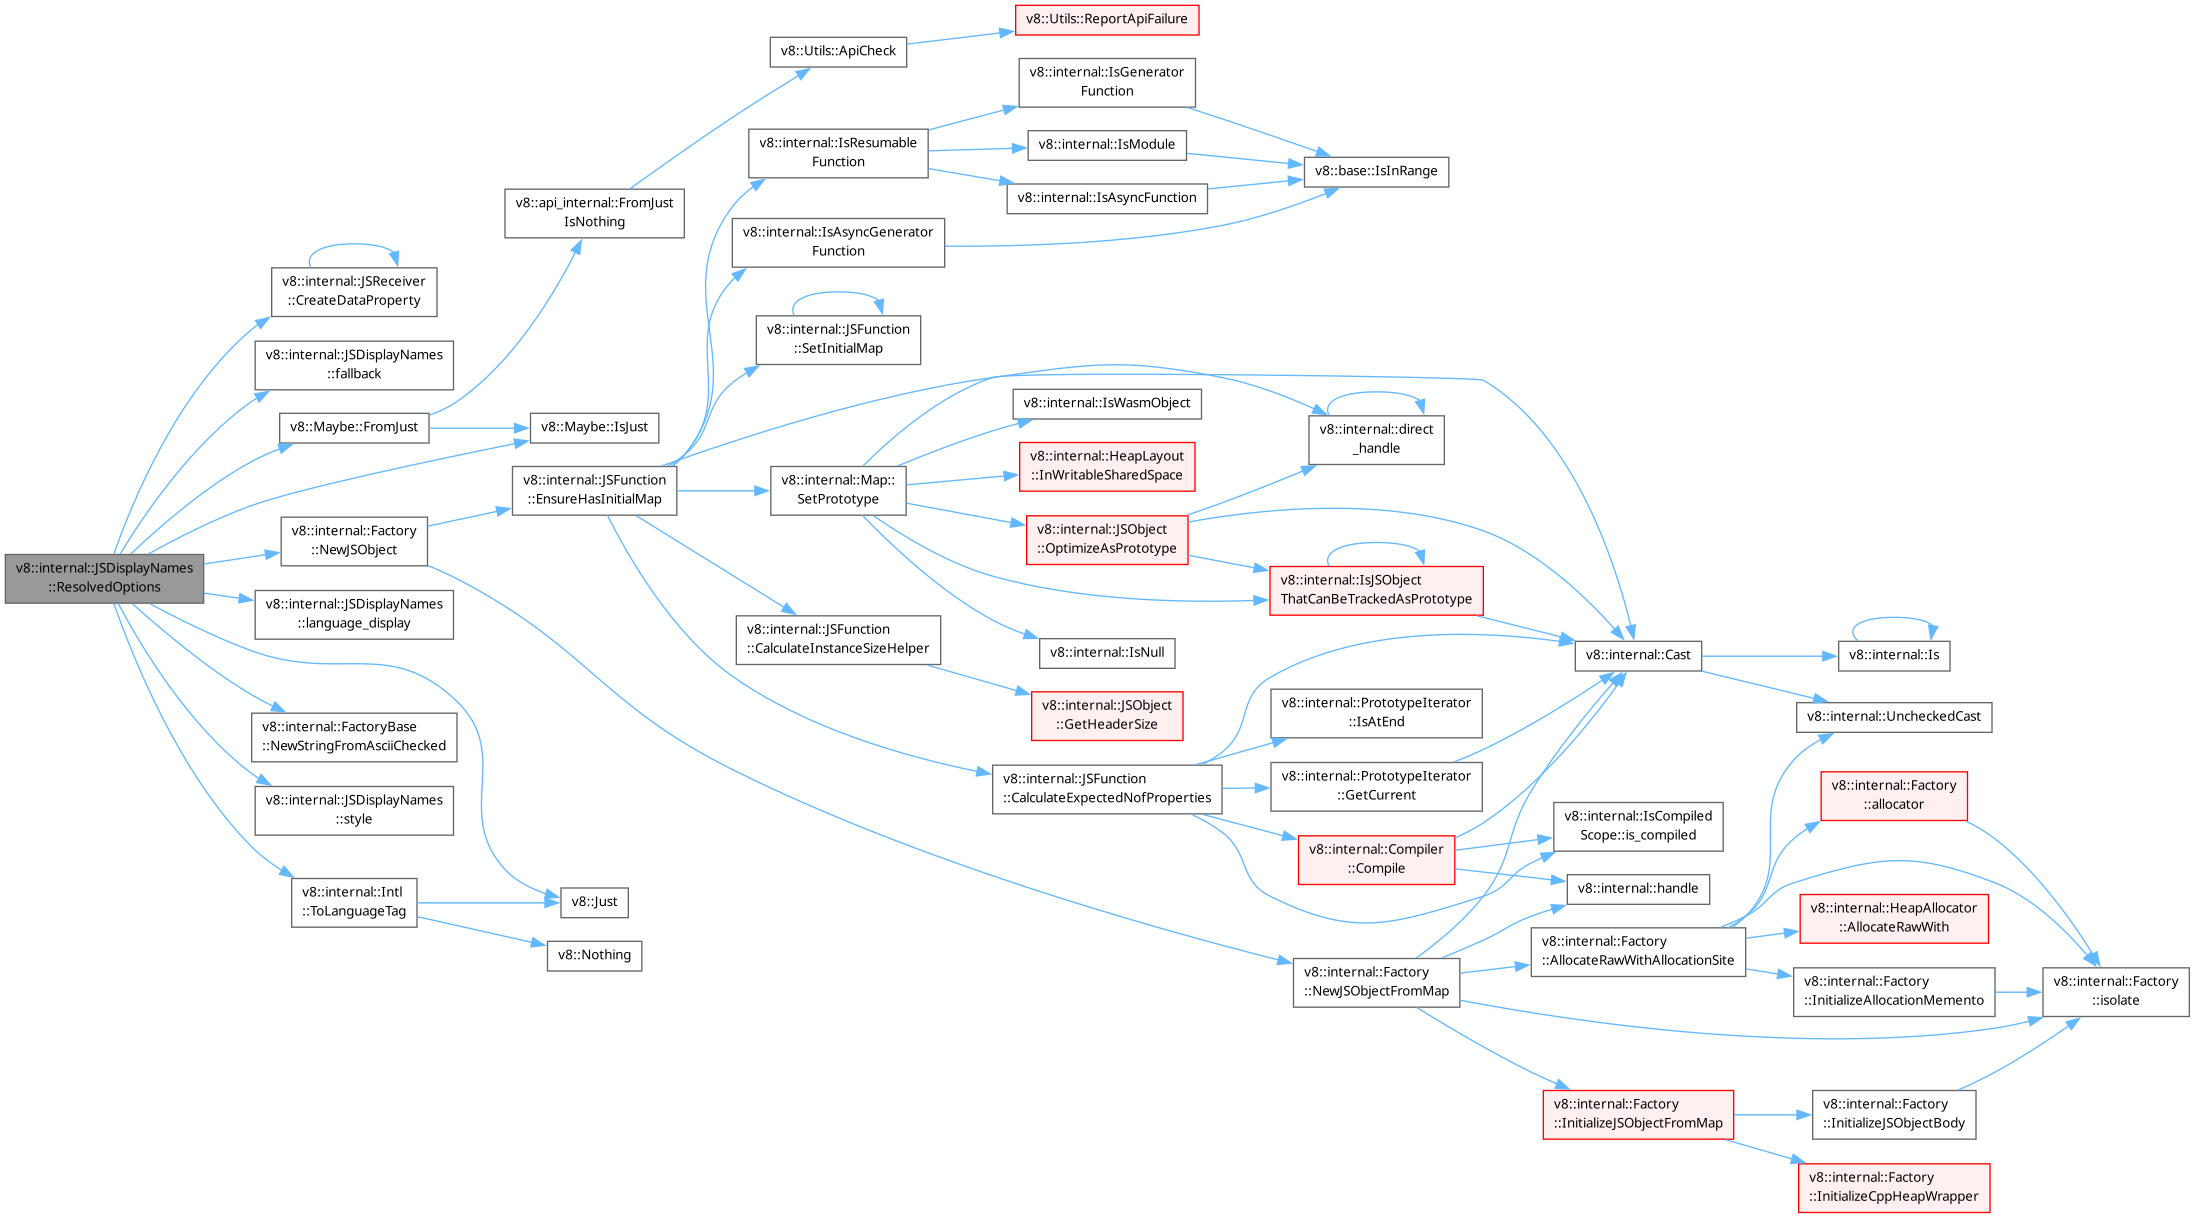 v8::internal::JSDisplayNames
::ResolvedOptions
v8::internal::JSReceiver
::CreateDataProperty
v8::internal::JSDisplayNames
::fallback
v8::Maybe::FromJust
v8::internal::Factory
::NewJSObject
v8::internal::JSDisplayNames
::language_display
v8::internal::FactoryBase
::NewStringFromAsciiChecked
v8::internal::JSDisplayNames
::style
v8::internal::Intl
::ToLanguageTag
v8::api_internal::FromJust
IsNothing
v8::Maybe::IsJust
v8::internal::JSFunction
::EnsureHasInitialMap
v8::Just
v8::Nothing
v8::Utils::ApiCheck
v8::internal::IsResumable
Function
v8::internal::IsAsyncGenerator
Function
v8::internal::JSFunction
::SetInitialMap
v8::internal::Map::
SetPrototype
v8::internal::JSFunction
::CalculateInstanceSizeHelper
v8::Utils::ReportApiFailure
v8::internal::IsGenerator
Function
v8::internal::IsModule
v8::internal::IsAsyncFunction
v8::internal::IsWasmObject
v8::internal::HeapLayout
::InWritableSharedSpace
v8::internal::JSObject
::OptimizeAsPrototype
v8::internal::IsNull
v8::internal::JSObject
::GetHeaderSize
v8::internal::JSFunction
::CalculateExpectedNofProperties
v8::base::IsInRange
v8::internal::direct
_handle
v8::internal::IsJSObject
ThatCanBeTrackedAsPrototype
v8::internal::PrototypeIterator
::IsAtEnd
v8::internal::PrototypeIterator
::GetCurrent
v8::internal::Compiler
::Compile
v8::internal::Factory
::NewJSObjectFromMap
v8::internal::Cast
v8::internal::IsCompiled
Scope::is_compiled
v8::internal::handle
v8::internal::Factory
::AllocateRawWithAllocationSite
v8::internal::Factory
::InitializeJSObjectFromMap
v8::internal::Is
v8::internal::UncheckedCast
v8::internal::Factory
::allocator
v8::internal::HeapAllocator
::AllocateRawWith
v8::internal::Factory
::InitializeAllocationMemento
v8::internal::Factory
::InitializeJSObjectBody
v8::internal::Factory
::InitializeCppHeapWrapper
v8::internal::Factory
::isolate